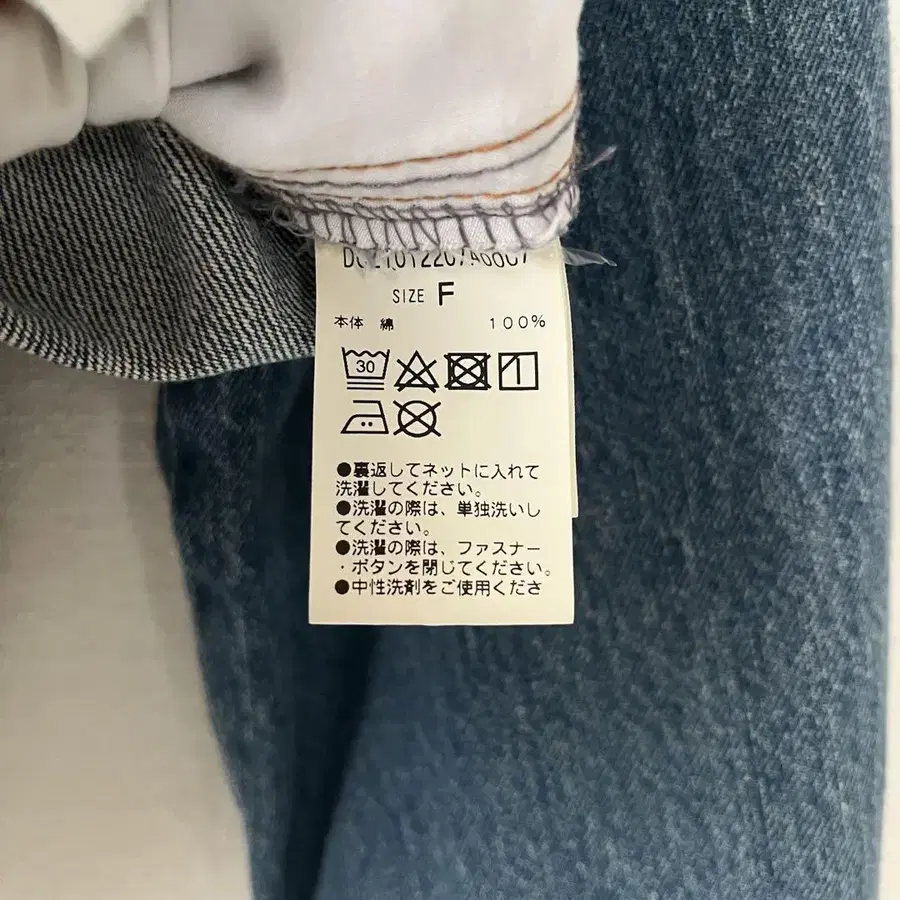 SIZE F
本体 綿 100%
30
●裏返してネットに入れて
洗濯してください。
●洗濯の際は、単独洗いし
てください。
●洗濯の際は、ファスナー
・ボタンを閉じてください。
●中性洗剤をご使用くださ